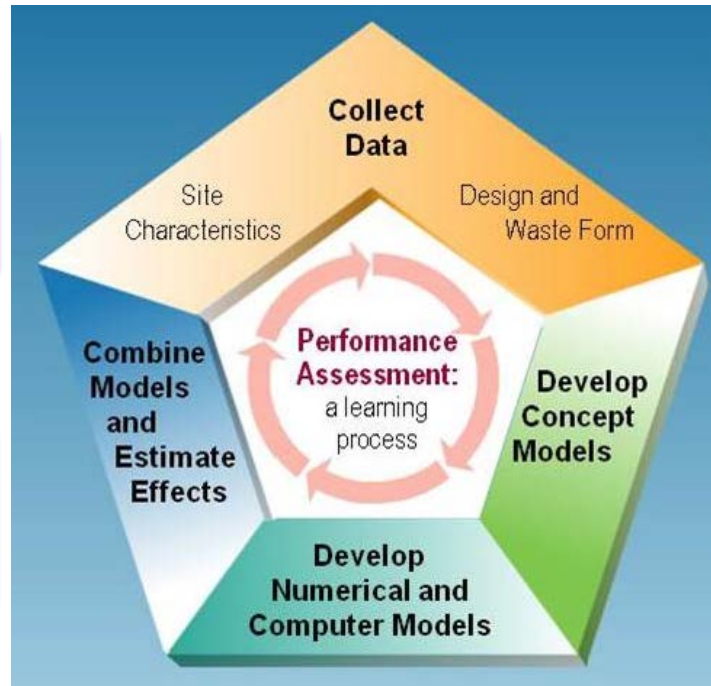 Collect
Data
Site
Characteristics
Design and
Waste Form
Develop
Concept
Models
Develop
Numerical and
Computer Models
Combine
Models
and
Estimate
Effects
Performance
Assessment:
a learning
process